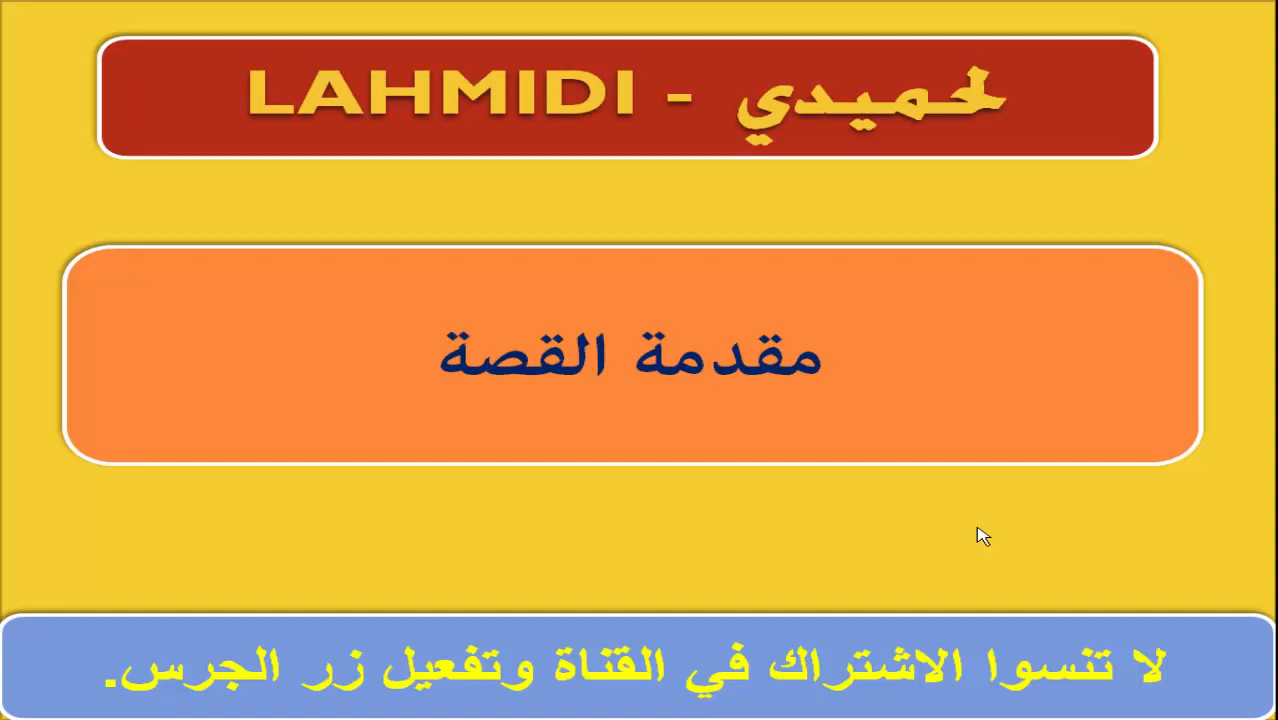 لحميدي - LAHMIDI
مقدمة القصة
لا تنسوا الاشتراك في القناة وتفعيل زر الجرس.